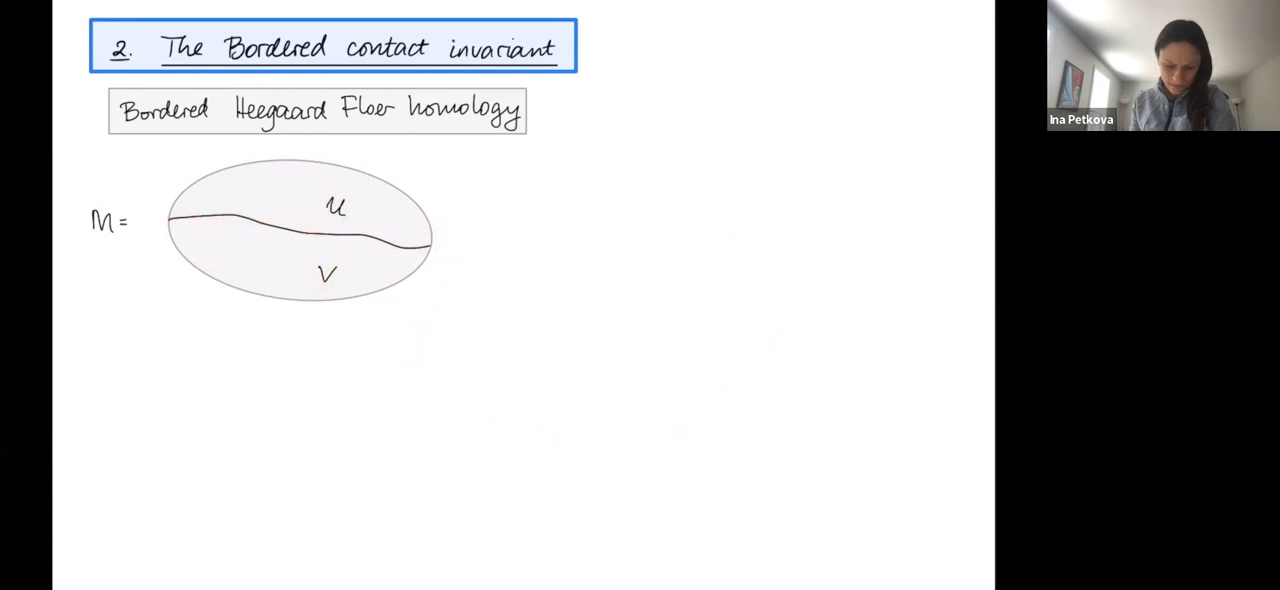 2. The Bordered contact invariant
Bordered Heegaard Floer homology
M =
U
V
Ina Petkova